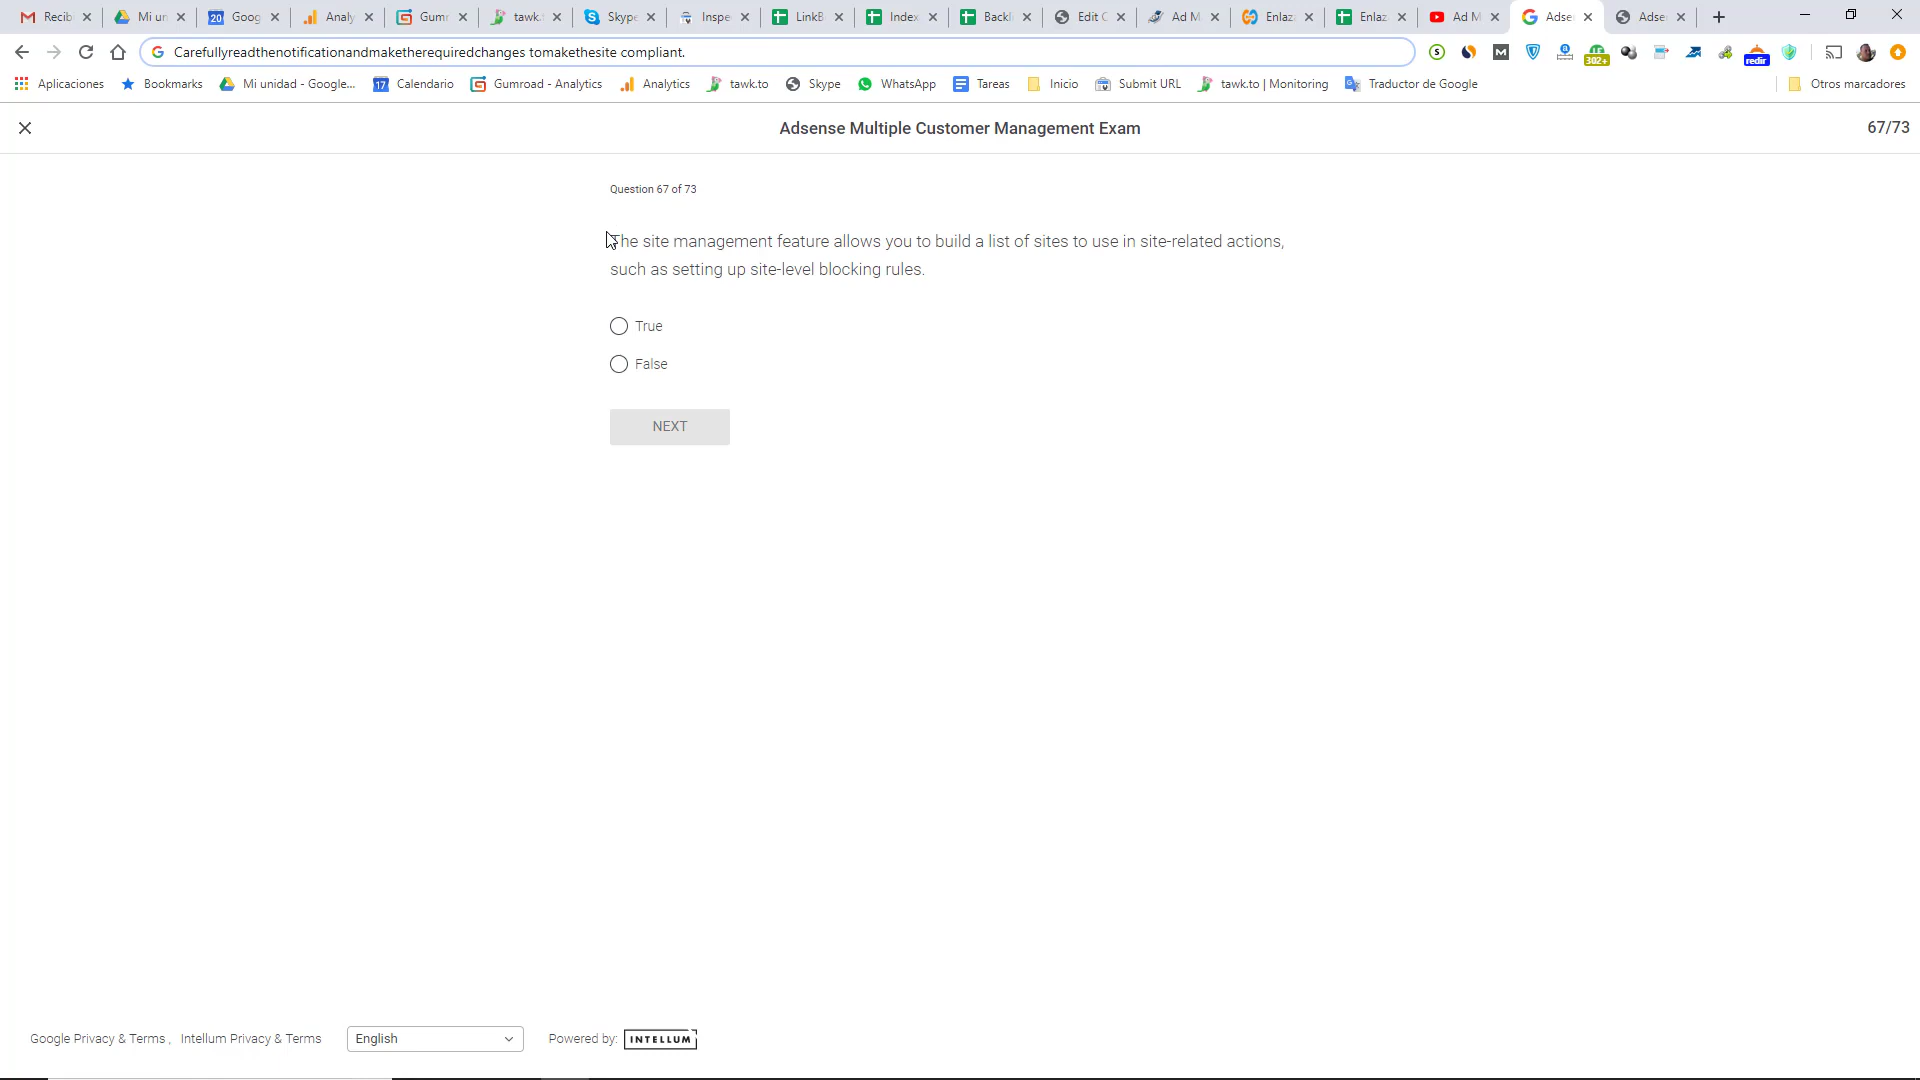 Recib
Mi un
20 Goog
Analy
Gumr
tawk.
Skype
Inspe
LinkB
Index
Backl
Edit C
Ad M
Enlaz
Enlaz
Ad M
Adse
Adse
Carefullyreadthenotificationandmaketherequiredchanges tomakethesite compliant.
302+
redir
Aplicaciones
Bookmarks
Mi unidad - Google...
17 Calendario
Gumroad - Analytics
Analytics
tawk.to
Skype
WhatsApp
Tareas
Inicio
Submit URL
tawk.to | Monitoring
Traductor de Google
Otros marcadores
Adsense Multiple Customer Management Exam
67/73
Question 67 of 73
The site management feature allows you to build a list of sites to use in site-related actions,
such as setting up site-level blocking rules.
True
False
NEXT
Google Privacy & Terms , Intellum Privacy & Terms
English
Powered by: INTELLUM